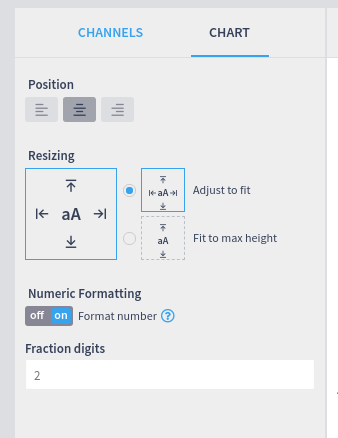 CHANNELS CHART
Position
Resizing
aA
aA Adjust to fit
aA Fit to max height
Numeric Formatting
off on Format number ?
Fraction digits
2